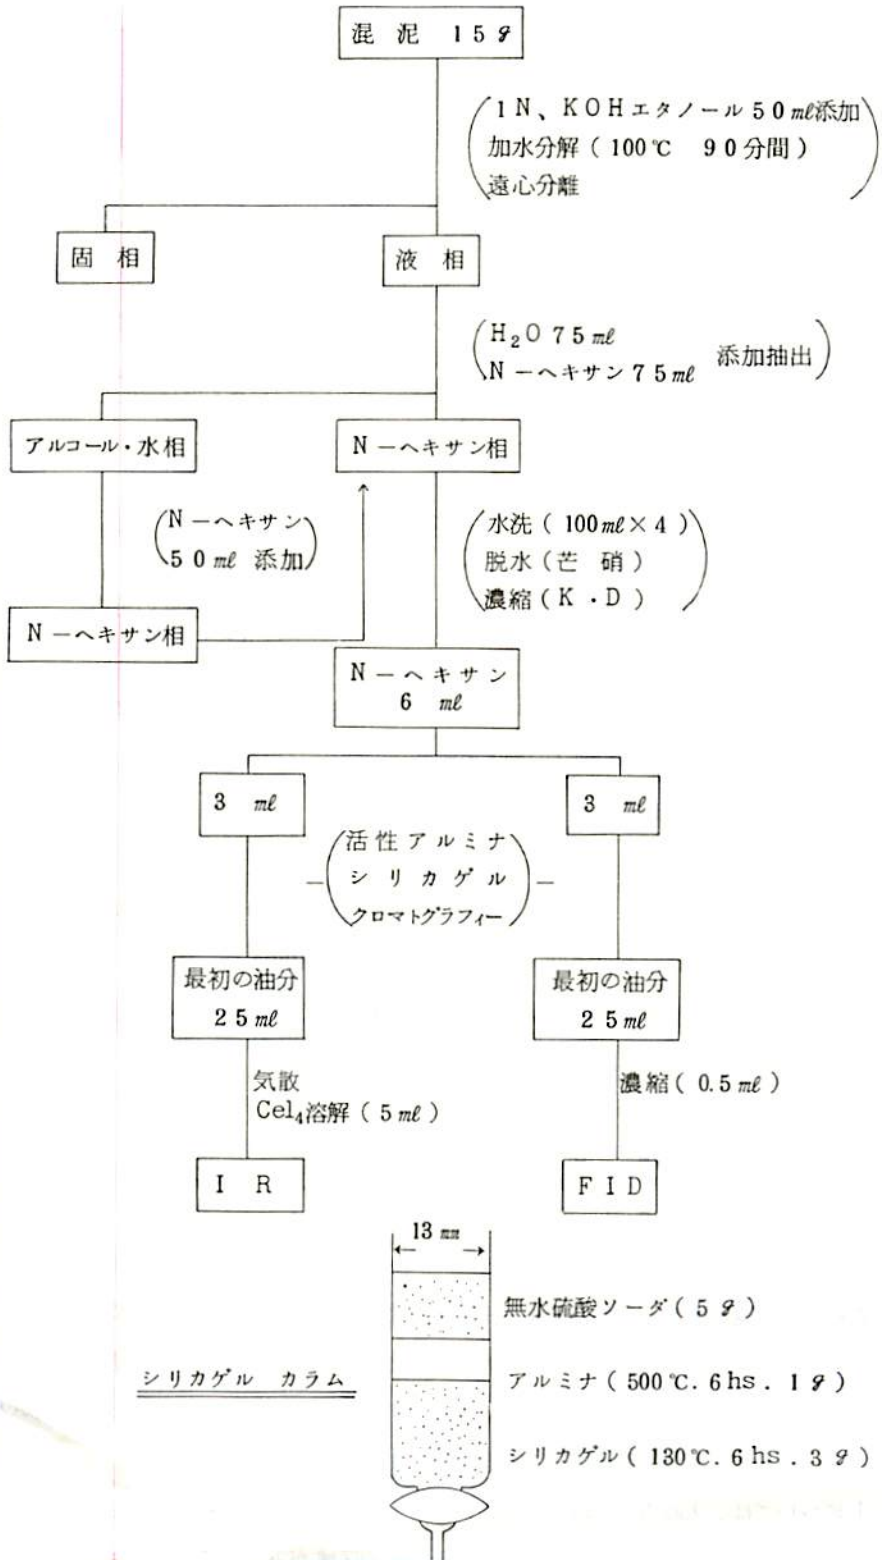 混泥 15g
1N、KOHエタノール50ml添加
加水分解(100℃ 90分間)
遠心分離
固相
液相
H₂O 75ml
N-ヘキサン75ml
添加抽出
アルコール・水相
N-ヘキサン相
N-ヘキサン
50ml 添加
水洗(100ml×4)
脱水(芒硝)
濃縮(K・D)
N-ヘキサン相
N-ヘキサン
6 ml
3 ml
3 ml
活性アルミナ
シリカゲル
クロマトグラフィー
最初の油分
25ml
最初の油分
25ml
気散
Cel₄溶解(5ml)
濃縮(0.5ml)
IR
FID
13mm
無水硫酸ソーダ(5g)
シリカゲル カラム
アルミナ(500℃.6hs.1g)
シリカゲル(130℃.6hs.3g)